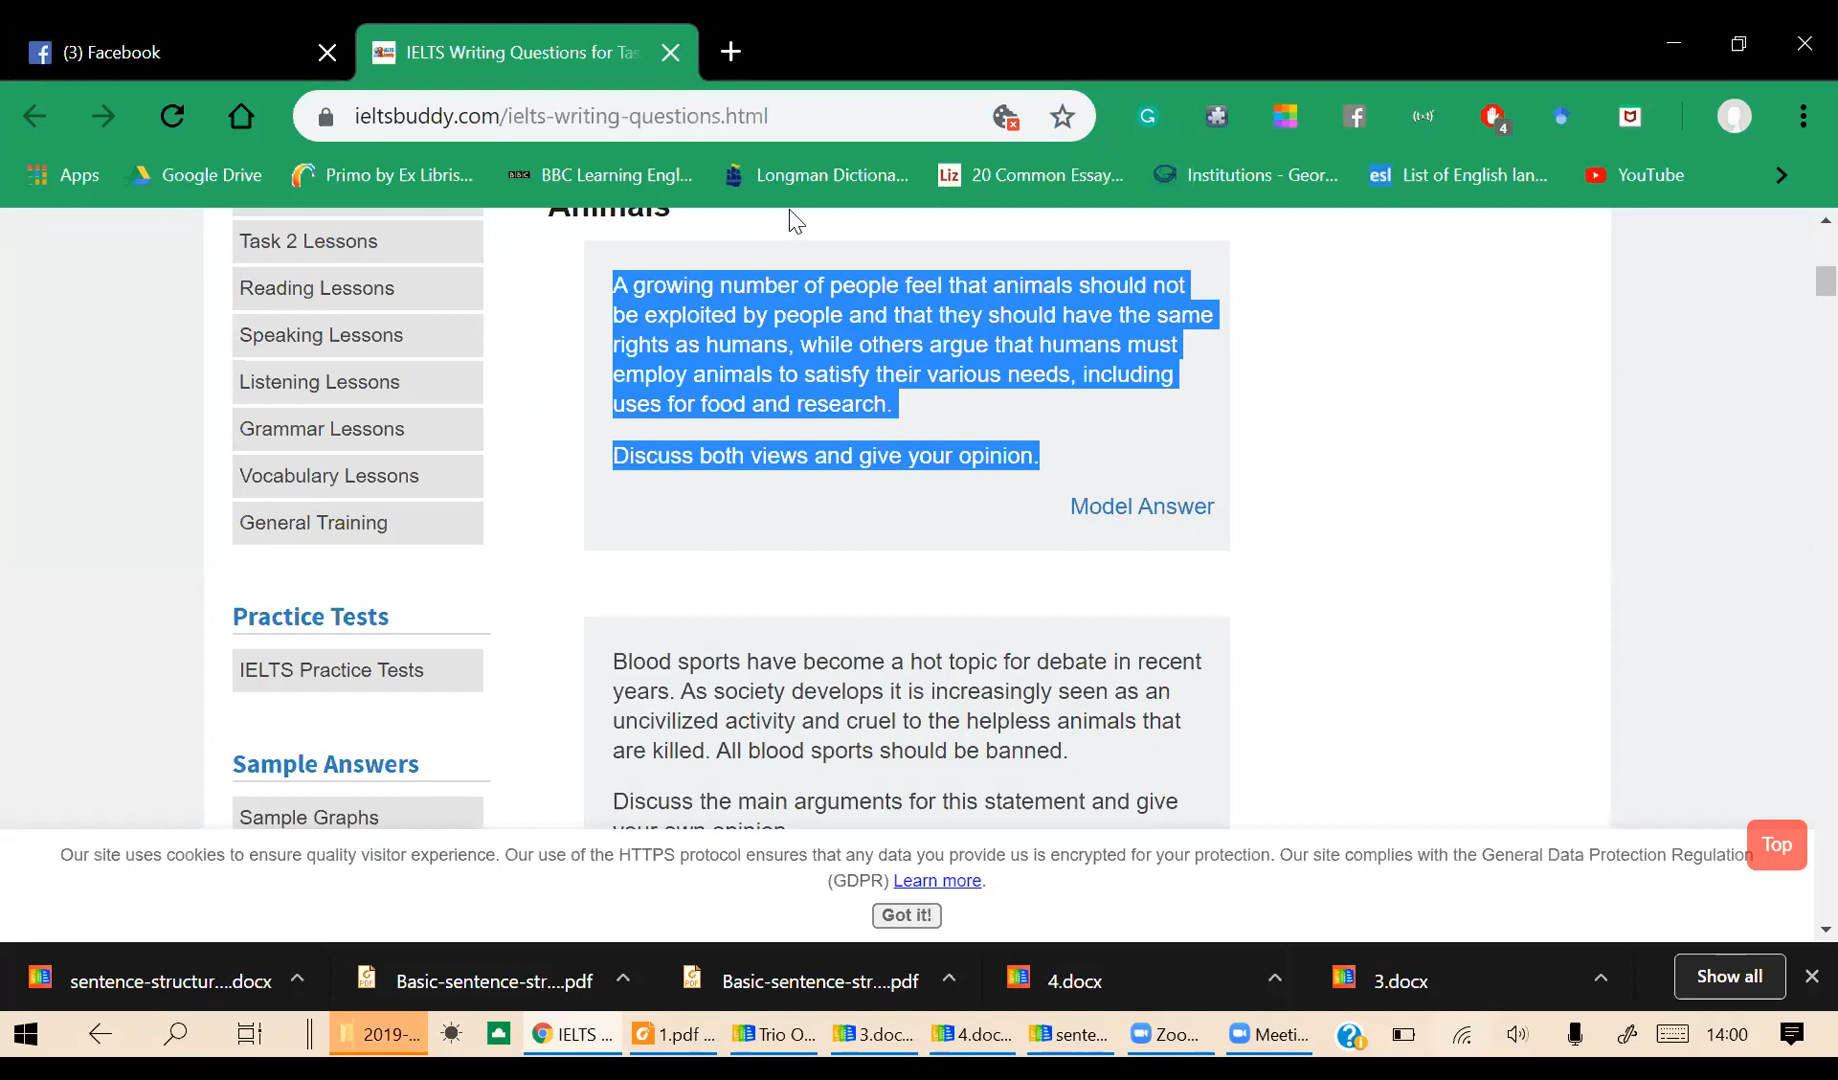 (3) Facebook
IELTS Writing Questions for Tas
ieltsbuddy.com/ielts-writing-questions.html
4
Apps
Google Drive
Primo by Ex Libris...
BBC
BBC Learning Engl...
Longman Dictiona...
Liz
20 Common Essay...
Institutions - Geor...
esl
List of English lan...
YouTube
Animals
Task 2 Lessons
Reading Lessons
Speaking Lessons
Listening Lessons
Grammar Lessons
Vocabulary Lessons
General Training
Practice Tests
IELTS Practice Tests
Sample Answers
Sample Graphs
A growing number of people feel that animals should not
be exploited by people and that they should have the same
rights as humans, while others argue that humans must
employ animals to satisfy their various needs, including
uses for food and research.
Discuss both views and give your opinion.
Model Answer
Blood sports have become a hot topic for debate in recent
years. As society develops it is increasingly seen as an
uncivilized activity and cruel to the helpless animals that
are killed. All blood sports should be banned.
Discuss the main arguments for this statement and give
your own opinion
Top
Our site uses cookies to ensure quality visitor experience. Our use of the HTTPS protocol ensures that any data you provide us is encrypted for your protection. Our site complies with the General Data Protection Regulation
(GDPR) Learn more.
Got it!
sentence-structur....docx
Basic-sentence-str....pdf
Basic-sentence-str....pdf
4.docx
3.docx
Show all
2019-...
IELTS ...
1.pdf ...
Trio O...
3.doc...
4.doc...
sente...
Zoo...
Meeti...
14:00